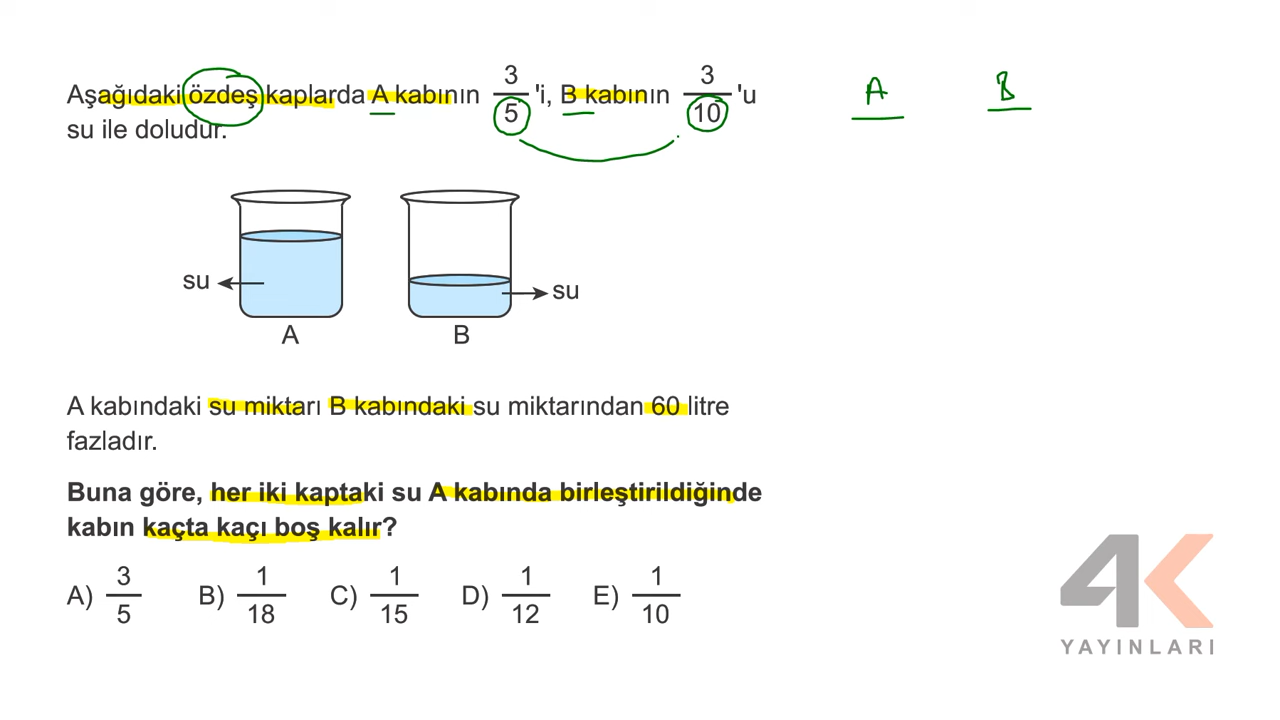 Aşağıdaki özdeş kaplarda A kabının 3/5 'i, B kabının 3/10 'u
su ile doludur.
A B
su
su
A B
A kabındaki su miktarı B kabındaki su miktarından 60 litre
fazladır.
Buna göre, her iki kaptaki su A kabında birleştirildiğinde
kabın kaçta kaçı boş kalır?
A) 3/5 B) 1/18 C) 1/15 D) 1/12 E) 1/10
4K
YAYINLARI